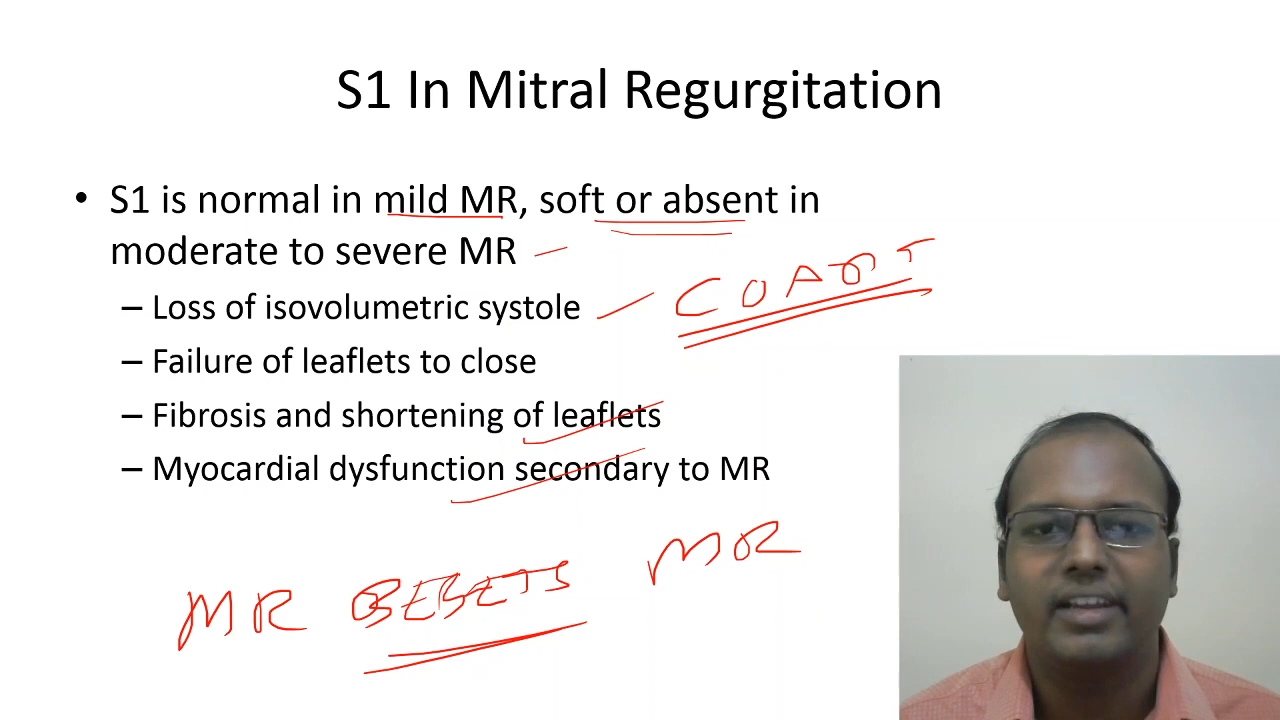 S1 In Mitral Regurgitation
• S1 is normal in mild MR, soft or absent in
moderate to severe MR
– Loss of isovolumetric systole
– Failure of leaflets to close
– Fibrosis and shortening of leaflets
– Myocardial dysfunction secondary to MR
MR BEBETS MR